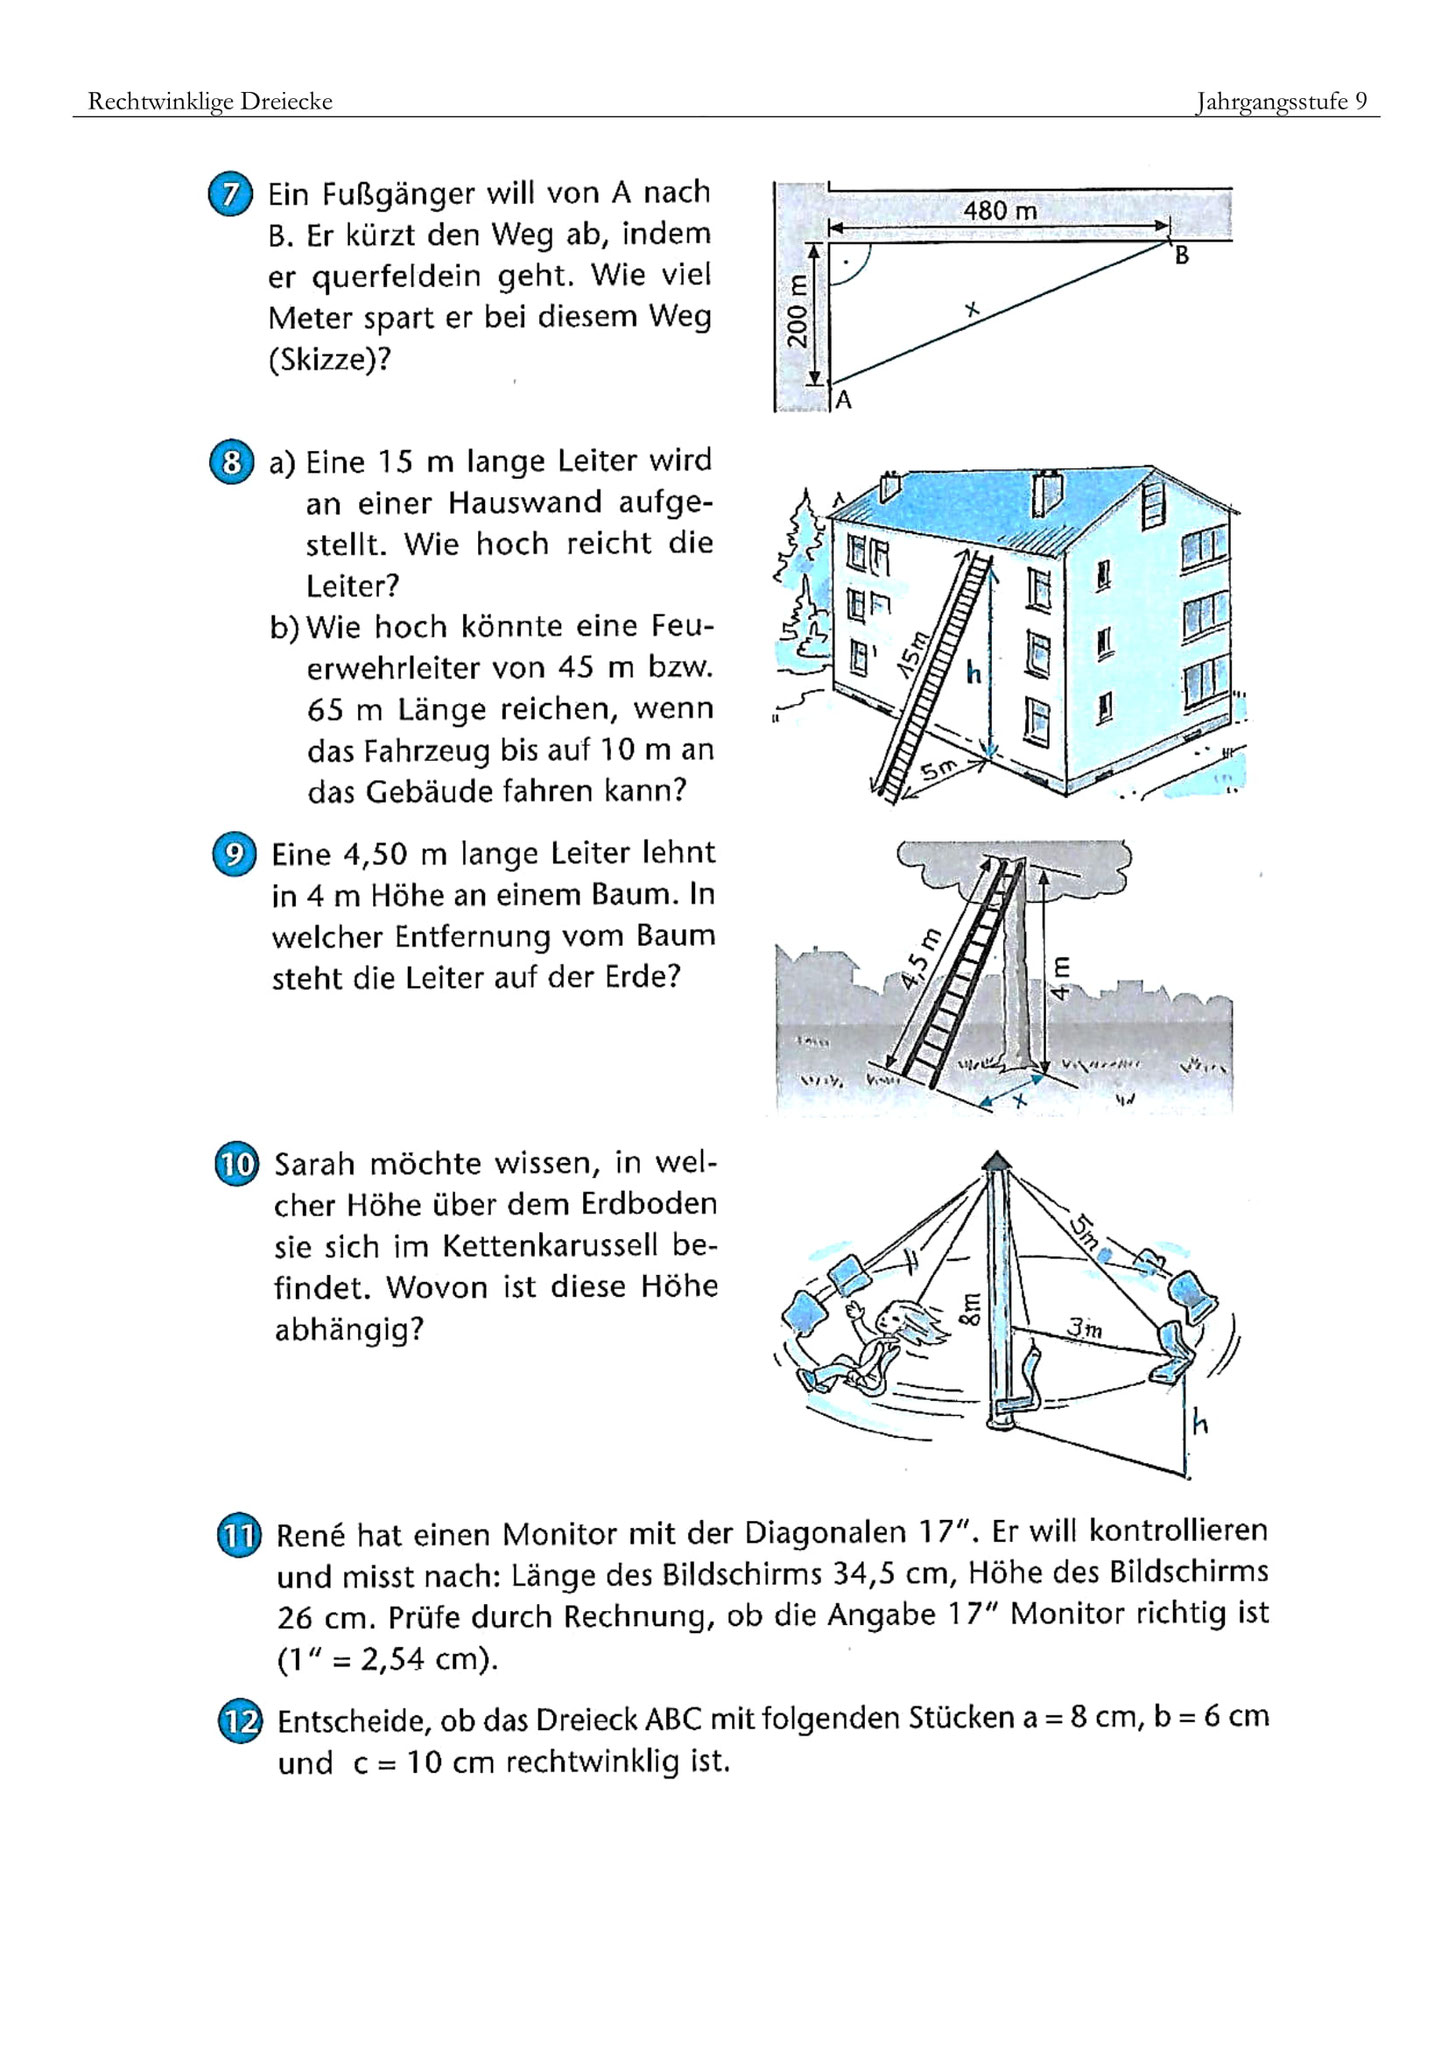 Rechtwinklige Dreiecke
Jahrgangsstufe 9
7 Ein Fußgänger will von A nach
B. Er kürzt den Weg ab, indem
er querfeldein geht. Wie viel
Meter spart er bei diesem Weg
(Skizze)?
480 m
200 m
x
B
A
8 a) Eine 15 m lange Leiter wird
an einer Hauswand aufge-
stellt. Wie hoch reicht die
Leiter?
b) Wie hoch könnte eine Feu-
erwehrleiter von 45 m bzw.
65 m Länge reichen, wenn
das Fahrzeug bis auf 10 m an
das Gebäude fahren kann?
15m
h
5m
9 Eine 4,50 m lange Leiter lehnt
in 4 m Höhe an einem Baum. In
welcher Entfernung vom Baum
steht die Leiter auf der Erde?
4,5 m
4 m
x
10 Sarah möchte wissen, in wel-
cher Höhe über dem Erdboden
sie sich im Kettenkarussell be-
findet. Wovon ist diese Höhe
abhängig?
5m
8m
3m
h
11 René hat einen Monitor mit der Diagonalen 17″. Er will kontrollieren
und misst nach: Länge des Bildschirms 34,5 cm, Höhe des Bildschirms
26 cm. Prüfe durch Rechnung, ob die Angabe 17″ Monitor richtig ist
(1″ = 2,54 cm).
12 Entscheide, ob das Dreieck ABC mit folgenden Stücken a = 8 cm, b = 6 cm
und c = 10 cm rechtwinklig ist.